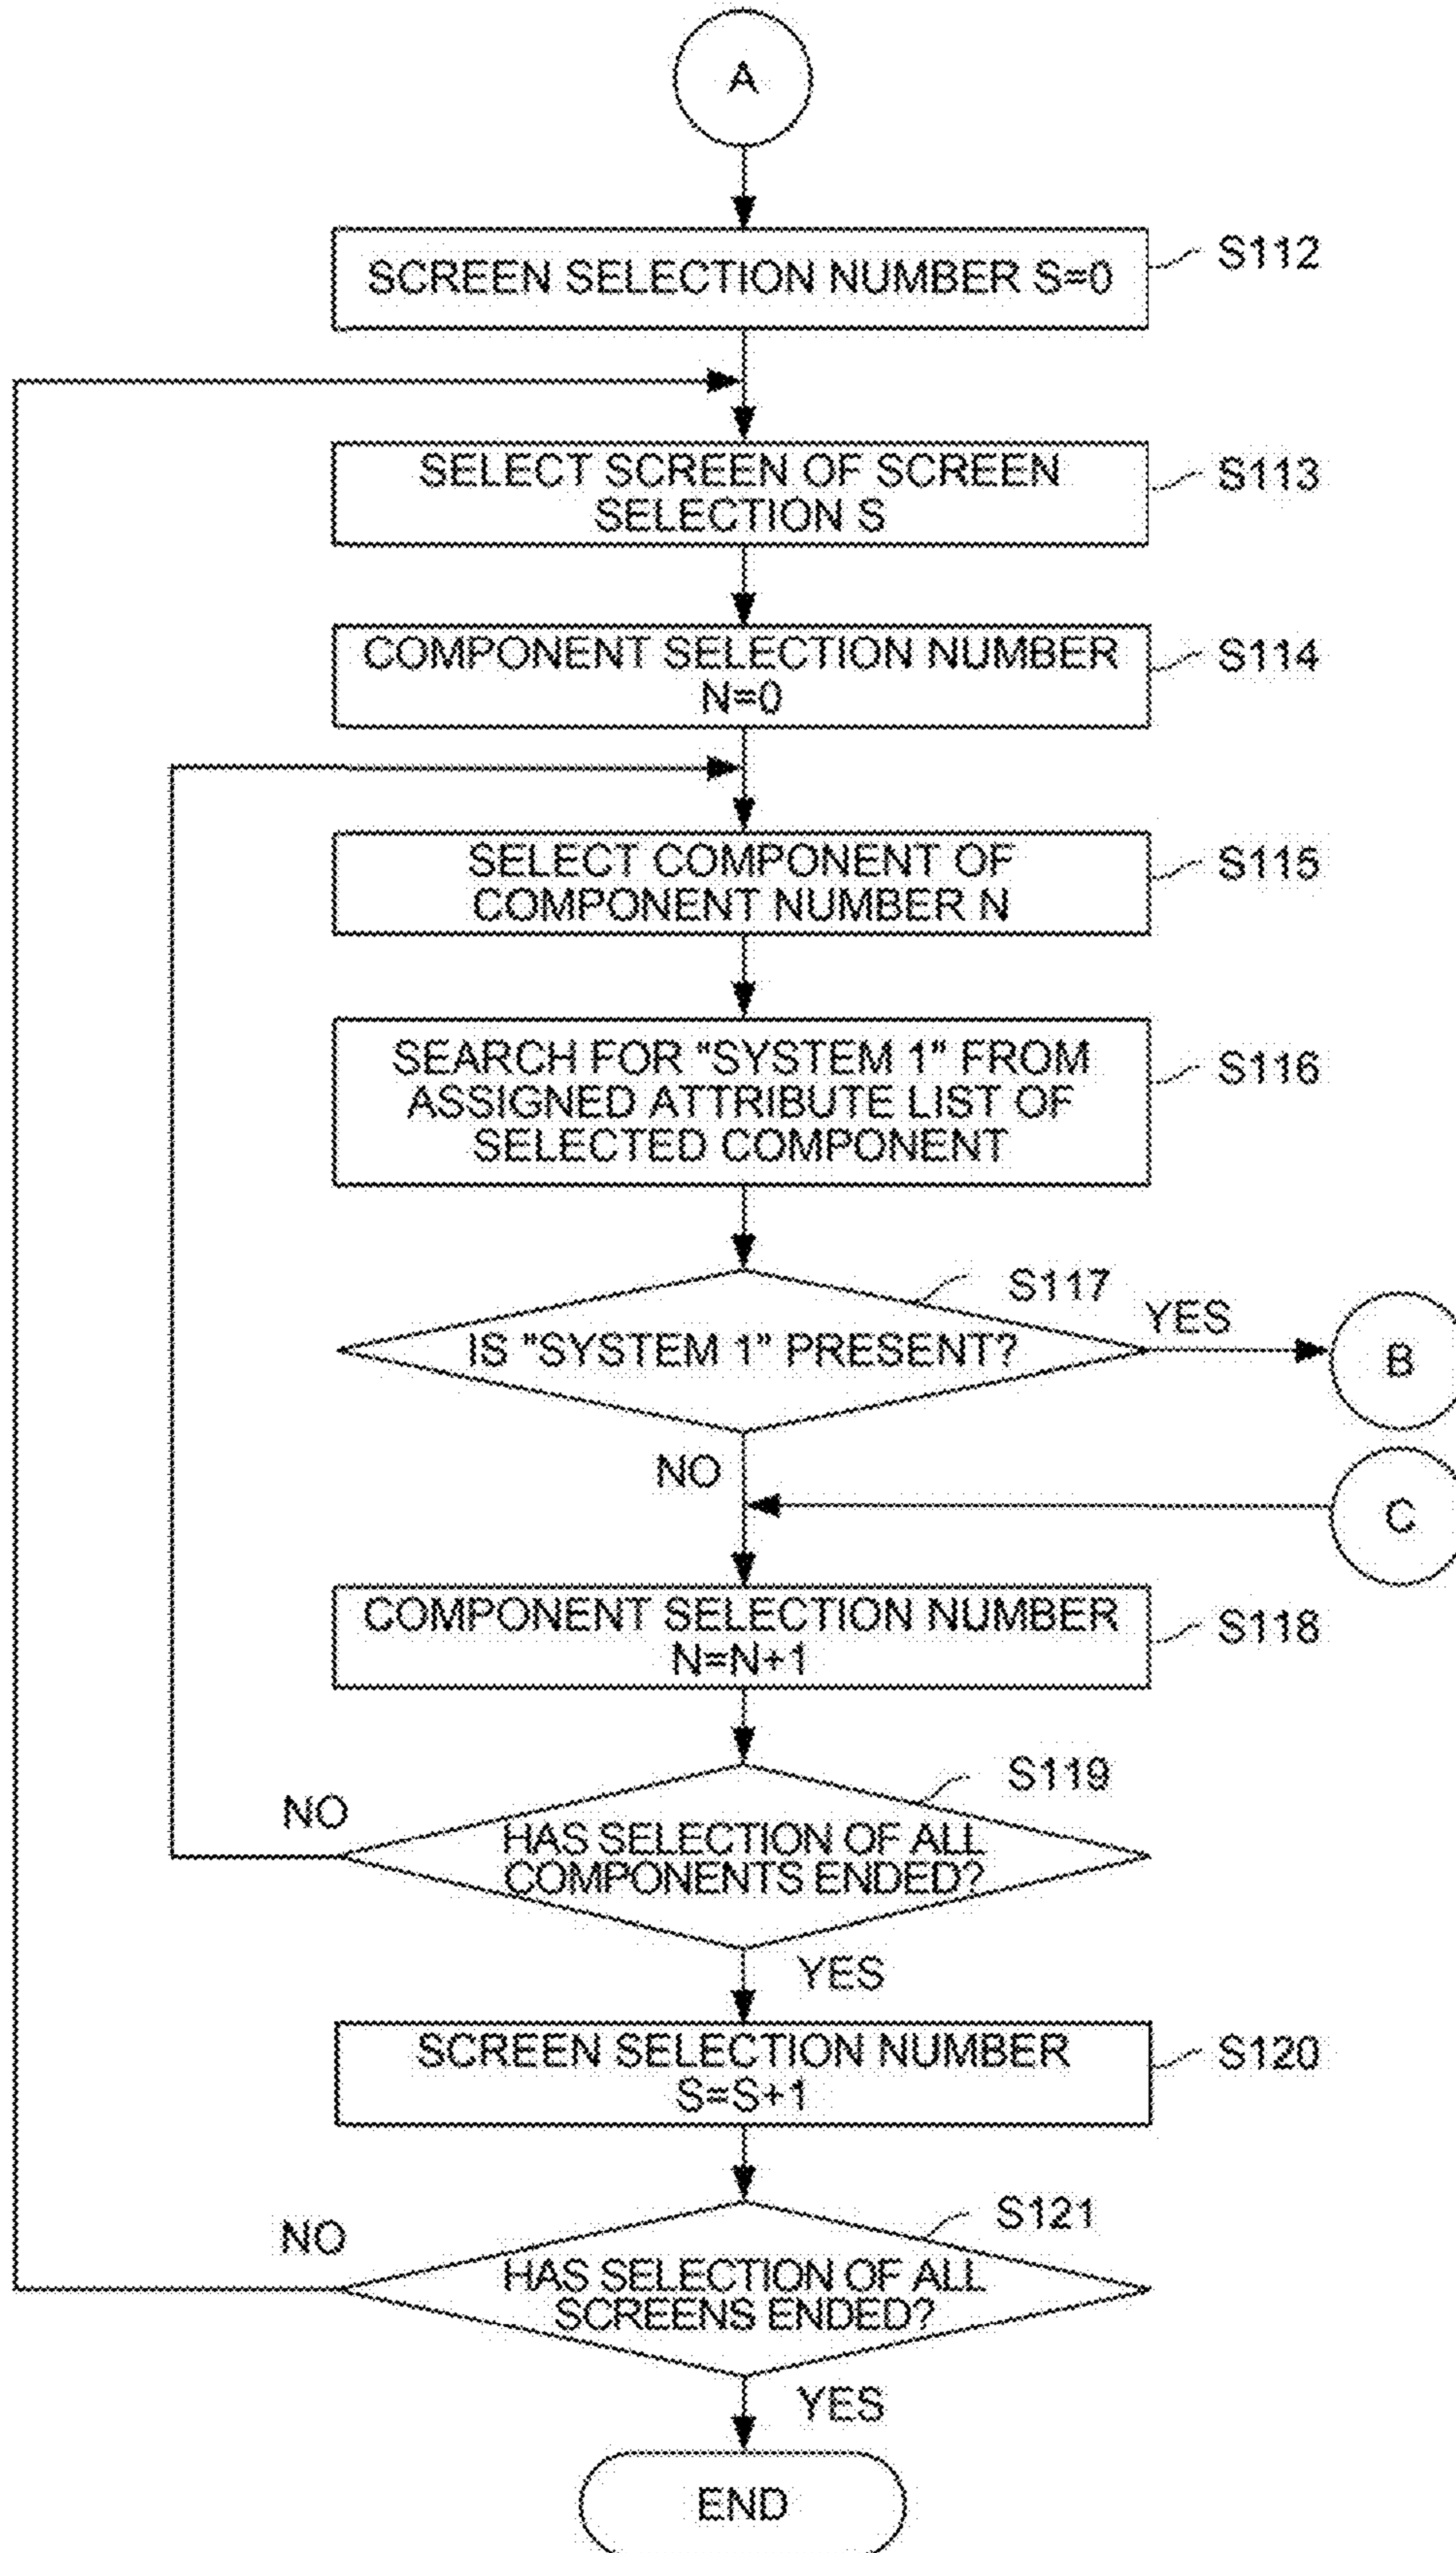 A
SCREEN SELECTION NUMBER S=0
S112
SELECT SCREEN OF SCREEN
SELECTION S
S113
COMPONENT SELECTION NUMBER
N=0
S114
SELECT COMPONENT OF
COMPONENT NUMBER N
S115
SEARCH FOR "SYSTEM 1" FROM
ASSIGNED ATTRIBUTE LIST OF
SELECTED COMPONENT
S116
S117
IS "SYSTEM 1" PRESENT?
YES
B
NO
C
COMPONENT SELECTION NUMBER
N=N+1
S118
S119
NO
HAS SELECTION OF ALL
COMPONENTS ENDED?
YES
SCREEN SELECTION NUMBER
S=S+1
S120
S121
NO
HAS SELECTION OF ALL
SCREENS ENDED?
YES
END